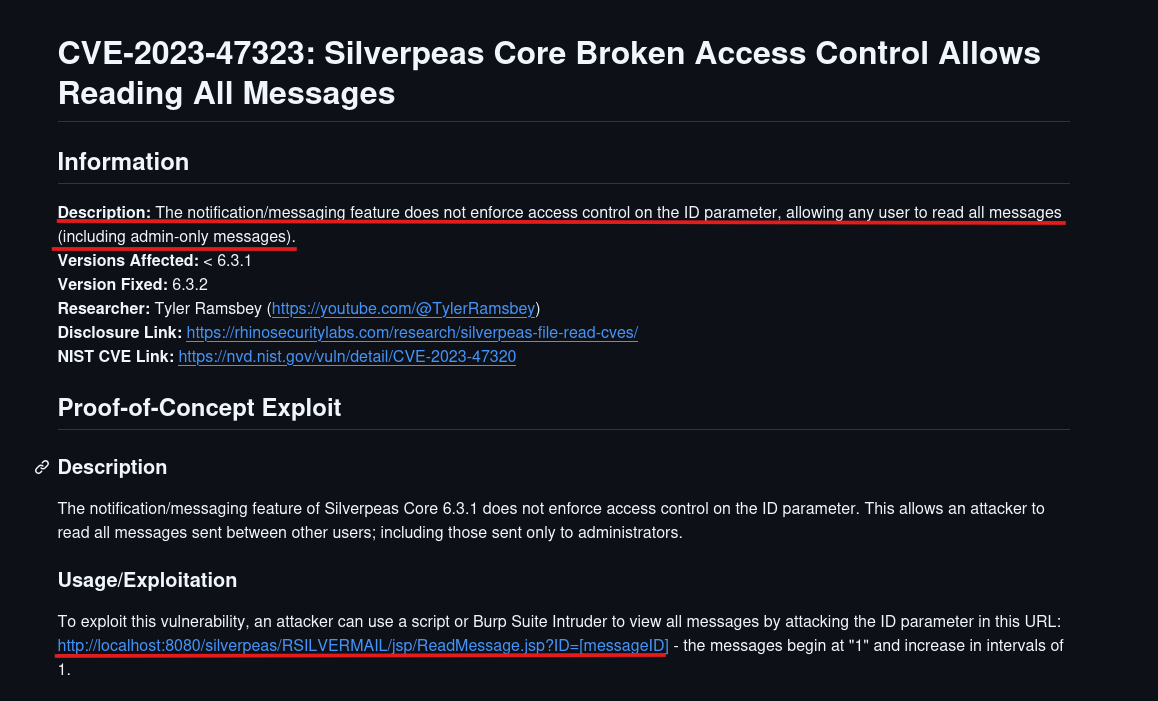 CVE-2023-47323: Silverpeas Core Broken Access Control Allows
Reading All Messages
Information
Description: The notification/messaging feature does not enforce access control on the ID parameter, allowing any user to read all messages
(including admin-only messages).
Versions Affected: < 6.3.1
Version Fixed: 6.3.2
Researcher: Tyler Ramsbey (https://youtube.com/@TylerRamsbey)
Disclosure Link: https://rhinosecuritylabs.com/research/silverpeas-file-read-cves/
NIST CVE Link: https://nvd.nist.gov/vuln/detail/CVE-2023-47320
Proof-of-Concept Exploit
Description
The notification/messaging feature of Silverpeas Core 6.3.1 does not enforce access control on the ID parameter. This allows an attacker to
read all messages sent between other users; including those sent only to administrators.
Usage/Exploitation
To exploit this vulnerability, an attacker can use a script or Burp Suite Intruder to view all messages by attacking the ID parameter in this URL:
http://localhost:8080/silverpeas/RSILVERMAIL/jsp/ReadMessage.jsp?ID=[messageID] - the messages begin at "1" and increase in intervals of
1.